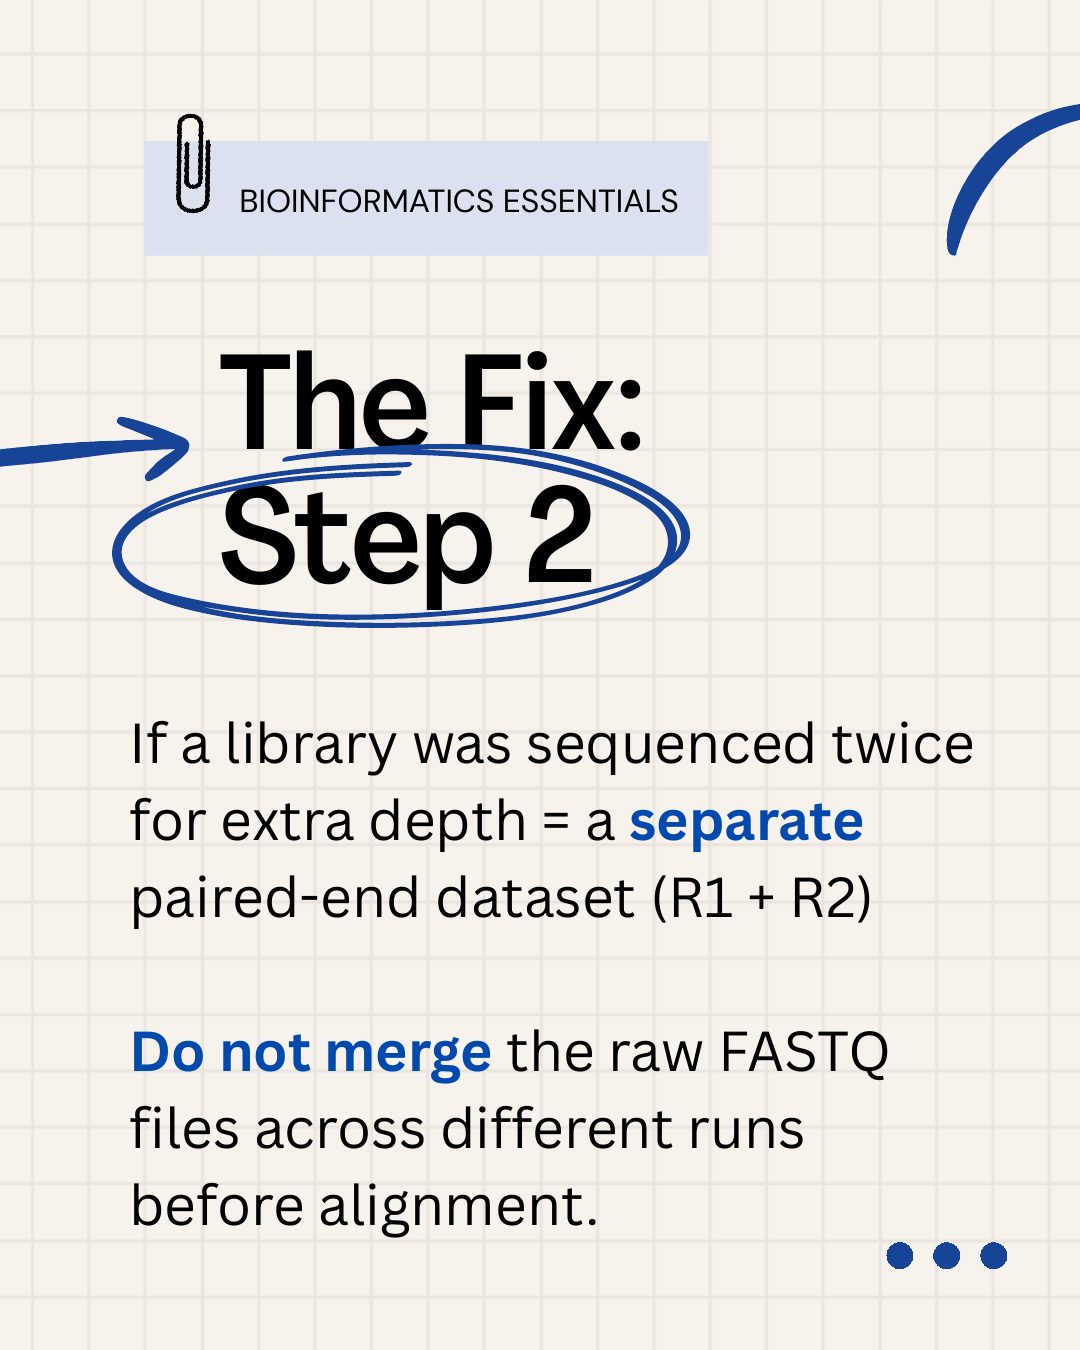 BIOINFORMATICS ESSENTIALS
The Fix:
Step 2
If a library was sequenced twice
for extra depth = a separate
paired-end dataset (R1 + R2)
Do not merge the raw FASTQ
files across different runs
before alignment.